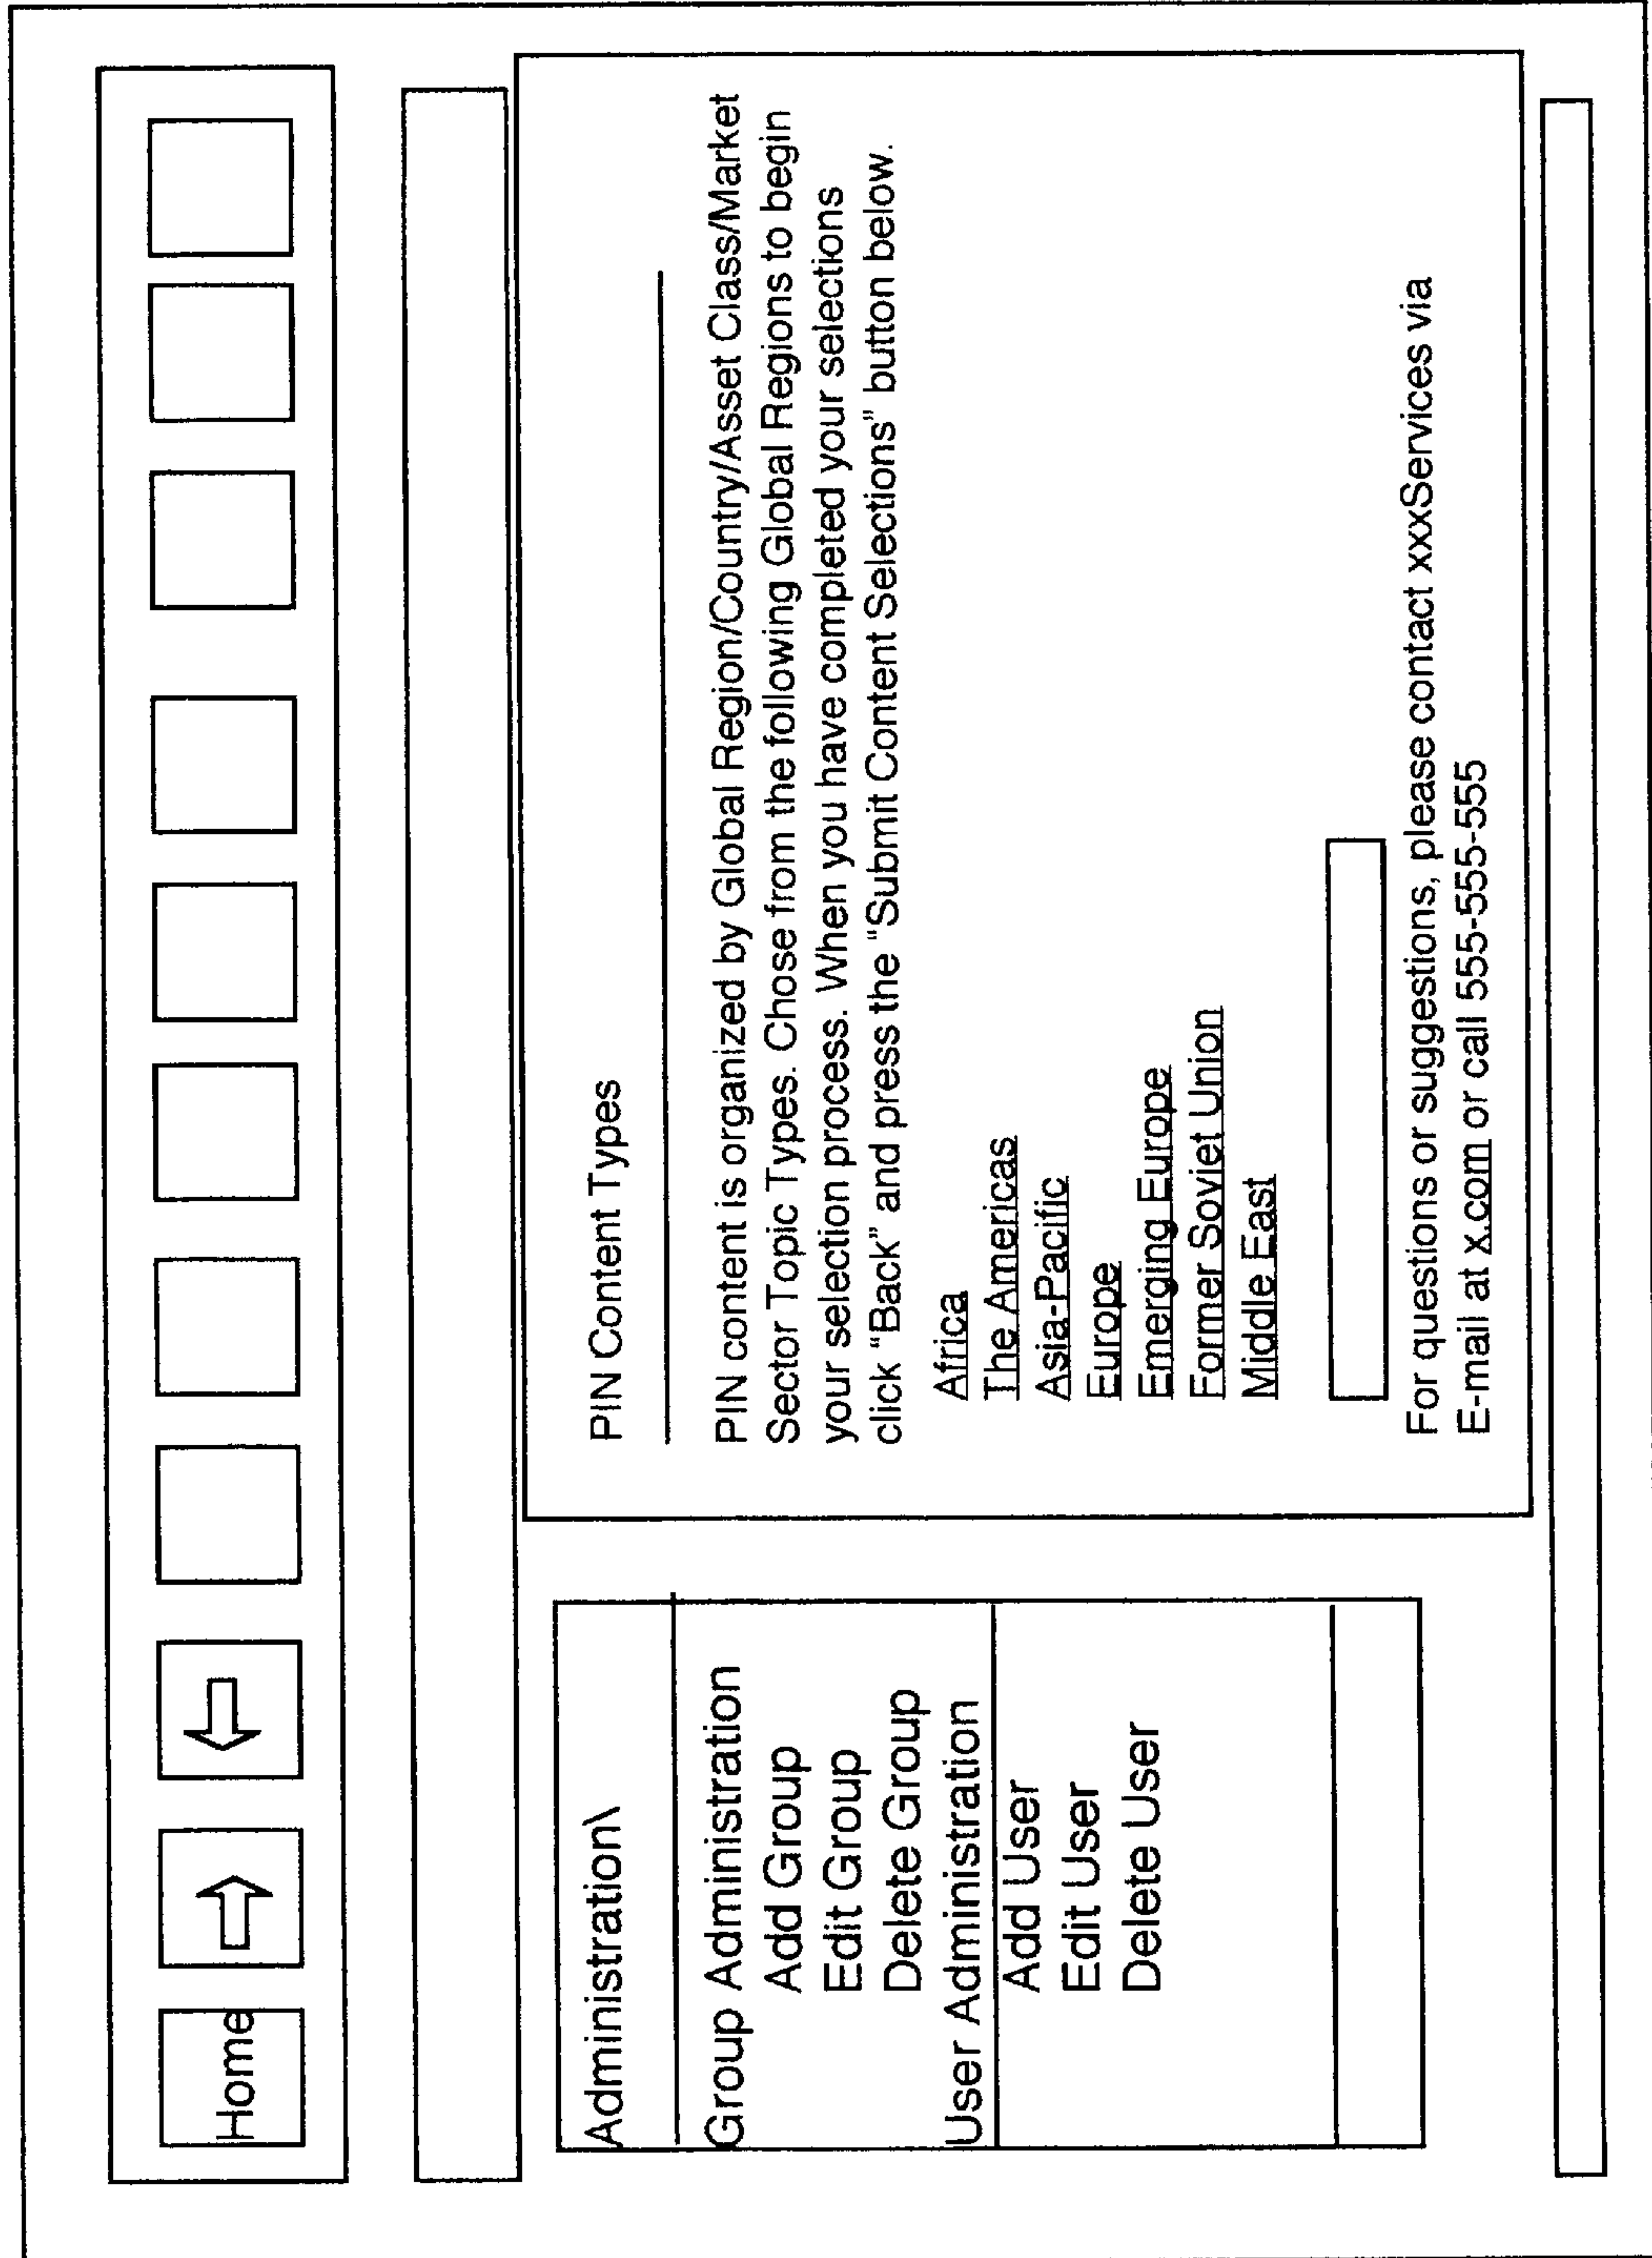 Home
Administration\
Group Administration
Add Group
Edit Group
Delete Group
User Administration
Add User
Edit User
Delete User
PIN Content Types
PIN content is organized by Global Region/Country/Asset Class/Market
Sector Topic Types. Chose from the following Global Regions to begin
your selection process. When you have completed your selections
click “Back” and press the “Submit Content Selections” button below.
Africa
The Americas
Asia-Pacific
Europe
Emerging Europe
Former Soviet Union
Middle East
For questions or suggestions, please contact xxxServices via
E-mail at x.com or call 555-555-555